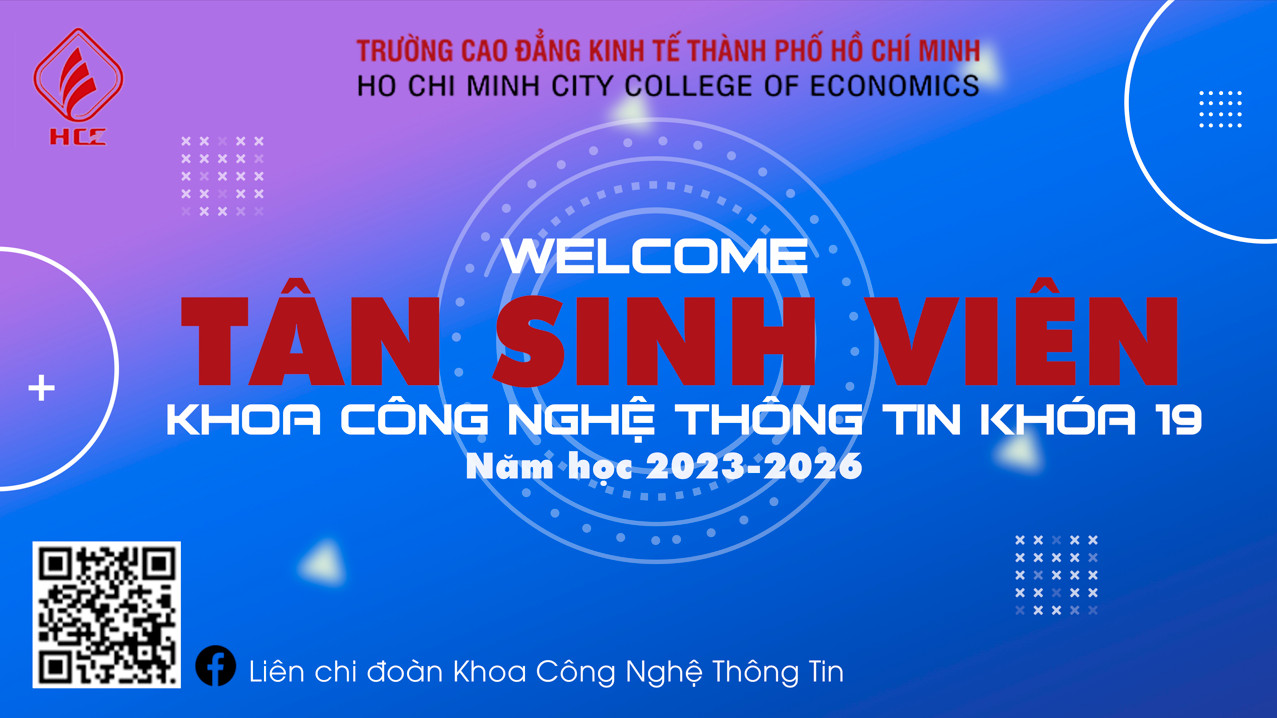 HCE
TRƯỜNG CAO ĐẲNG KINH TẾ THÀNH PHỐ HỒ CHÍ MINH
HO CHI MINH CITY COLLEGE OF ECONOMICS
WELCOME
TÂN SINH VIÊN
KHOA CÔNG NGHỆ THÔNG TIN KHÓA 19
Năm học 2023-2026
Liên chi đoàn Khoa Công Nghệ Thông Tin